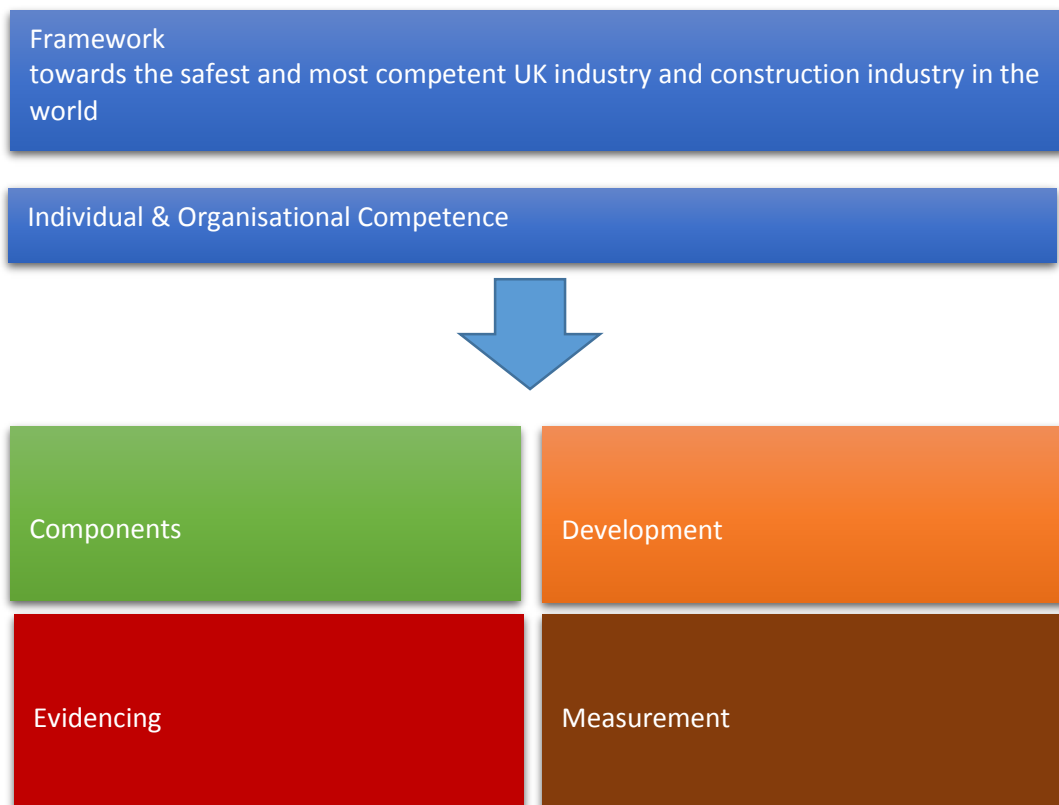 Framework
towards the safest and most competent UK industry and construction industry in the
world
Individual & Organisational Competence
Components
Development
Evidencing
Measurement